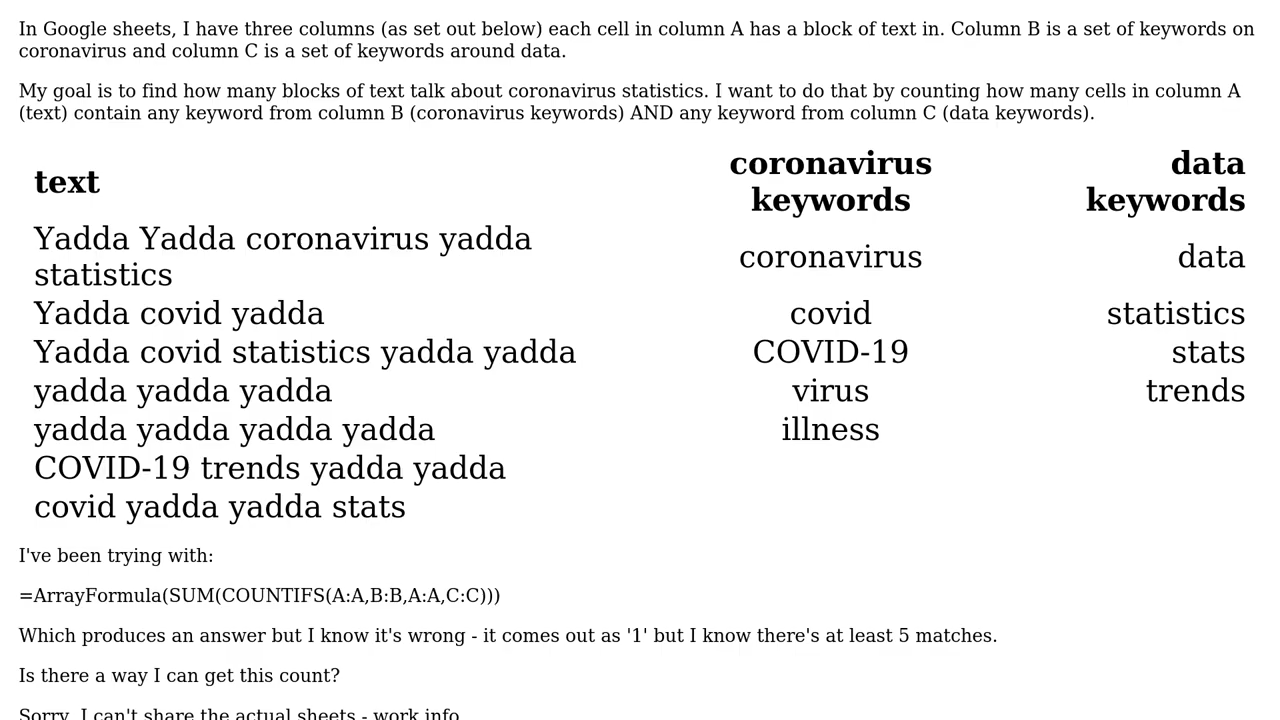 In Google sheets, I have three columns (as set out below) each cell in column A has a block of text in. Column B is a set of keywords on
coronavirus and column C is a set of keywords around data.
My goal is to find how many blocks of text talk about coronavirus statistics. I want to do that by counting how many cells in column A
(text) contain any keyword from column B (coronavirus keywords) AND any keyword from column C (data keywords).
text coronavirus keywords data keywords
Yadda Yadda coronavirus yadda statistics coronavirus data
Yadda covid yadda covid statistics
Yadda covid statistics yadda yadda COVID-19 stats
yadda yadda yadda virus trends
yadda yadda yadda yadda illness
COVID-19 trends yadda yadda
covid yadda yadda stats
I've been trying with:
=ArrayFormula(SUM(COUNTIFS(A:A,B:B,A:A,C:C)))
Which produces an answer but I know it's wrong - it comes out as '1' but I know there's at least 5 matches.
Is there a way I can get this count?
Sorry, I can't share the actual sheets - work info